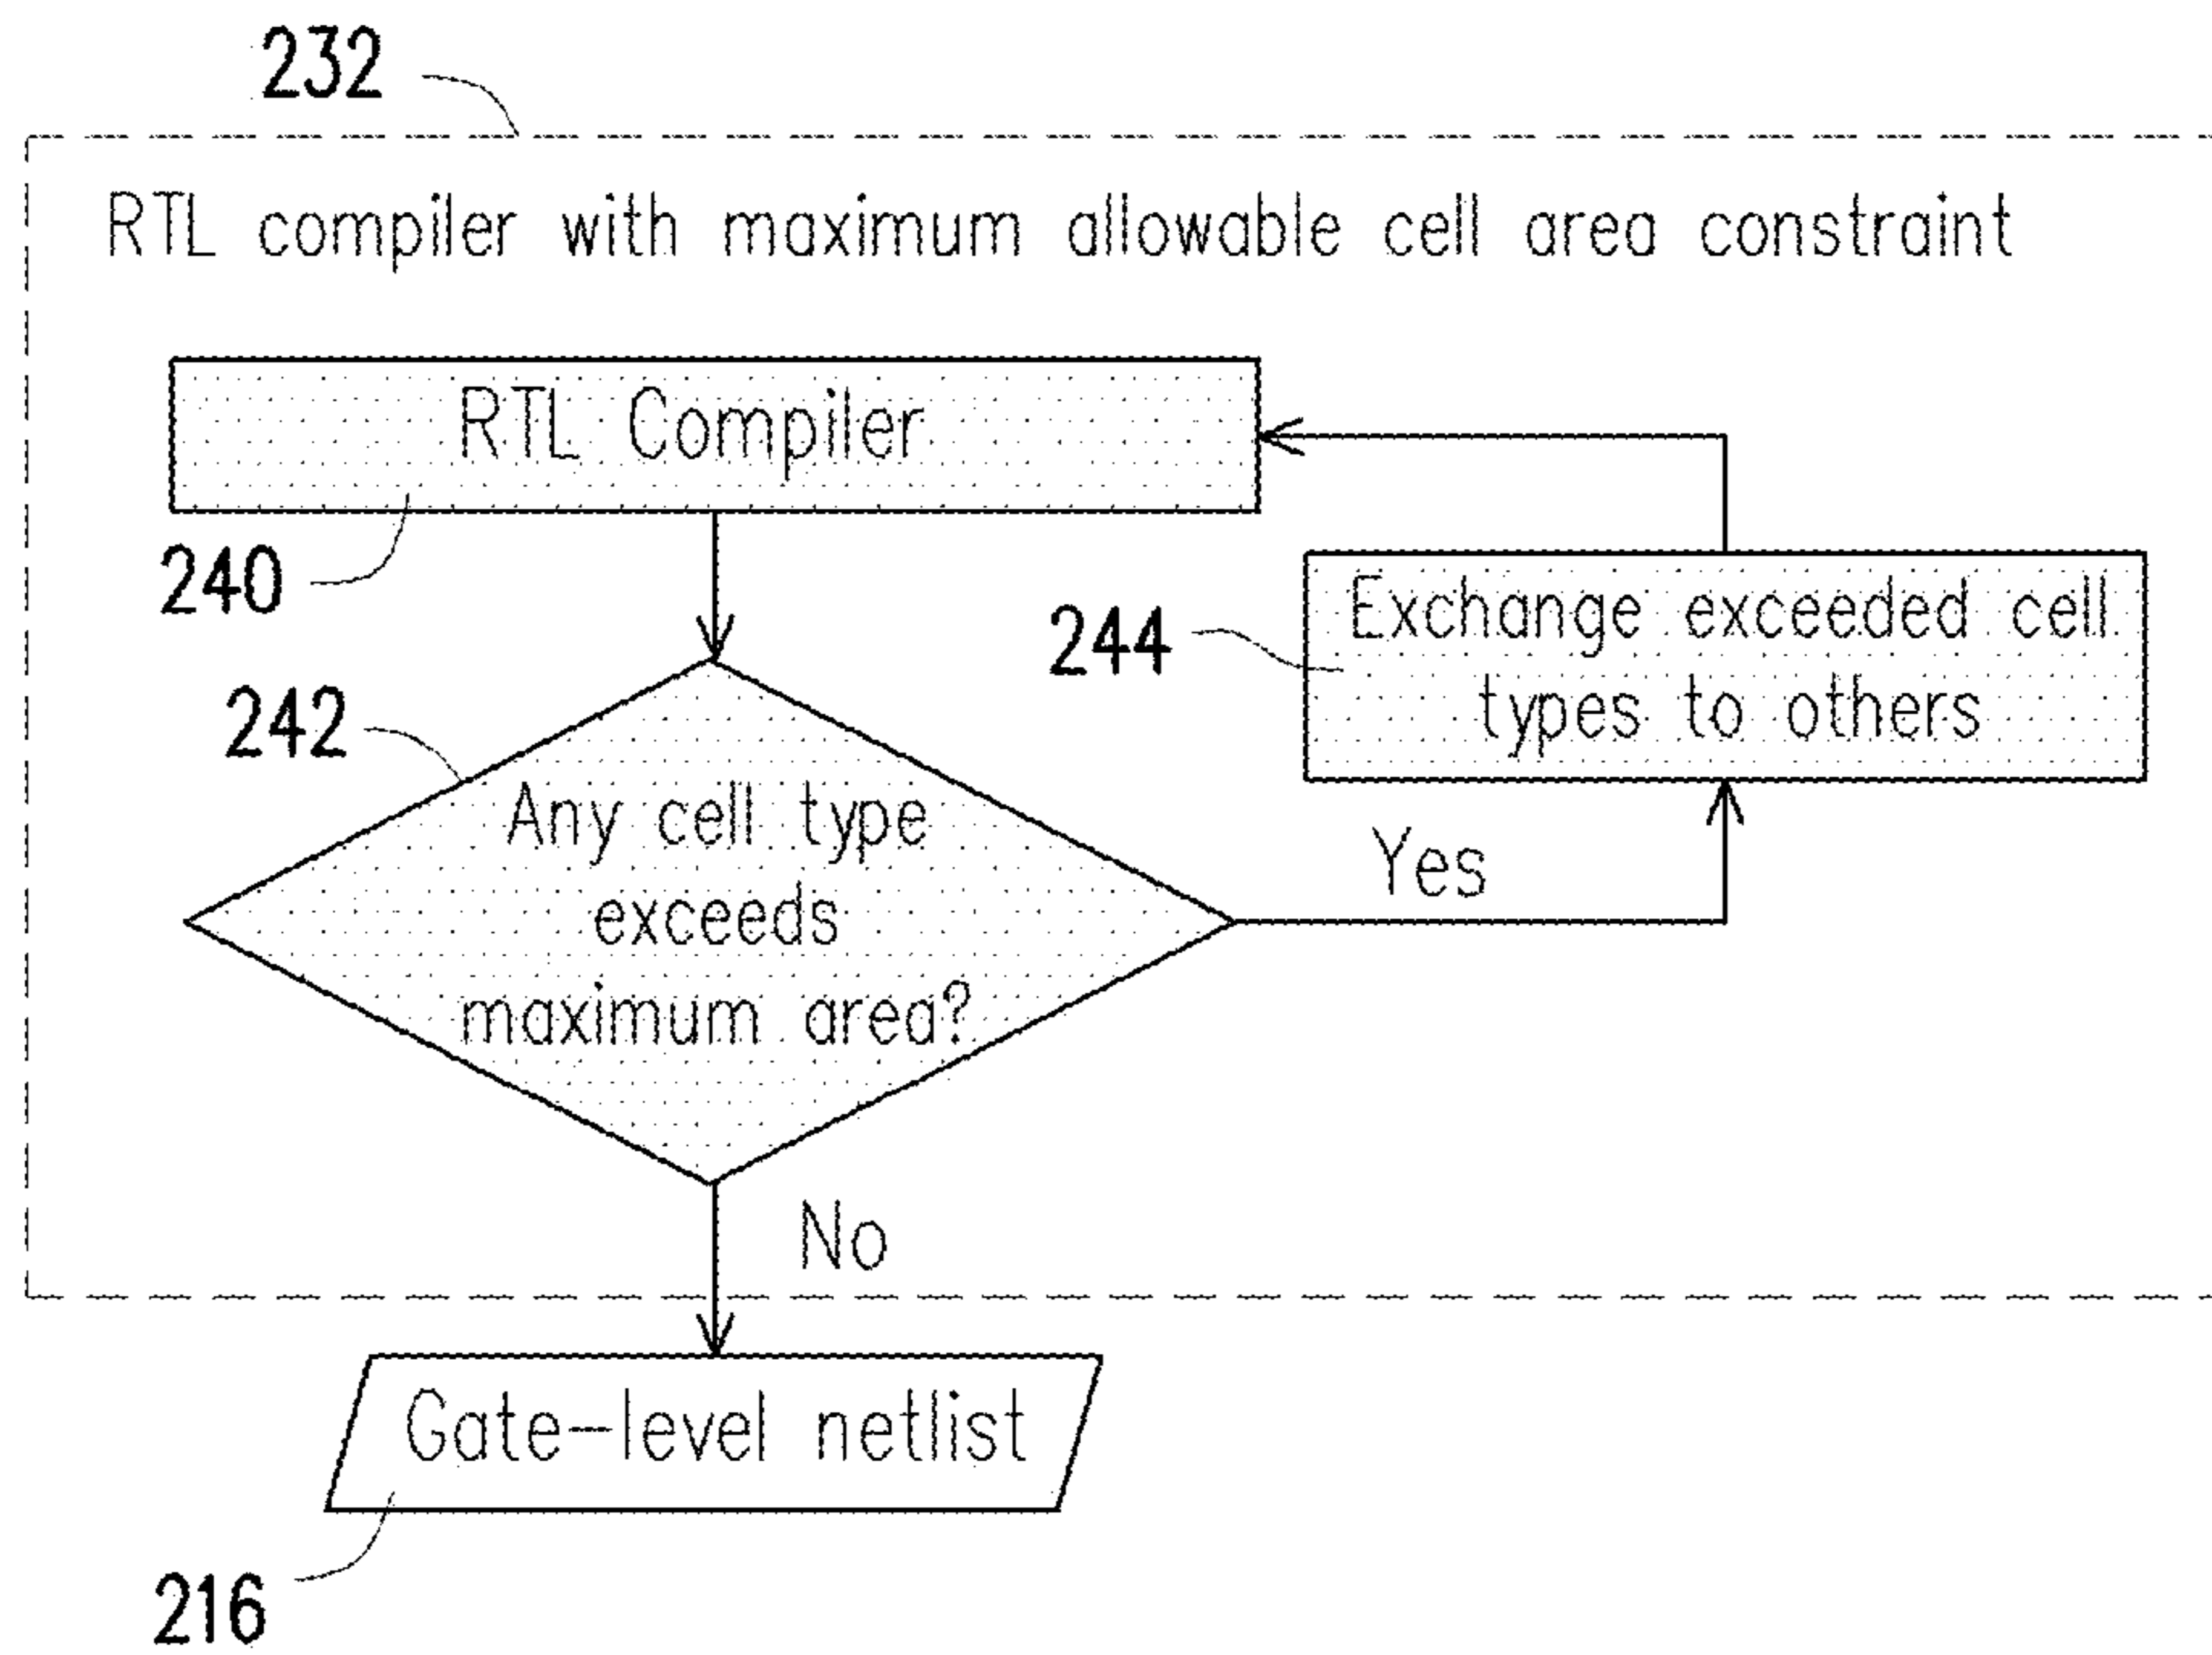 232
RTL compiler with maximum allowable cell area constraint
RTL Compiler
240
244
Exchange exceeded cell
types to others
242
Any cell type
exceeds
maximum area?
Yes
No
Gate-level netlist
216